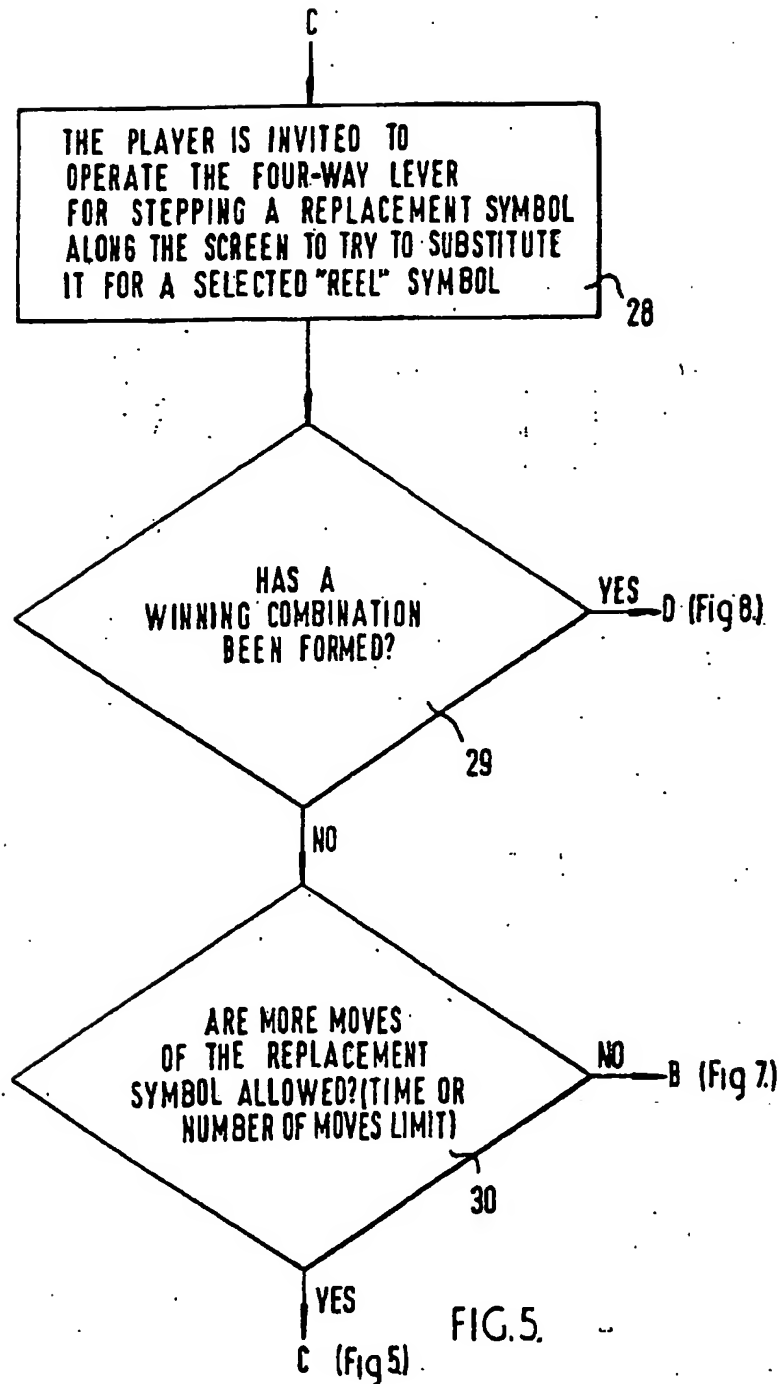 C
THE PLAYER IS INVITED TO
OPERATE THE FOUR-WAY LEVER
FOR STEPPING A REPLACEMENT SYMBOL
ALONG THE SCREEN TO TRY TO SUBSTITUTE
IT FOR A SELECTED "REEL" SYMBOL
28
HAS A
WINNING COMBINATION
BEEN FORMED?
YES
D (Fig 8.)
29
NO
ARE MORE MOVES
OF THE REPLACEMENT
SYMBOL ALLOWED?(TIME OR
NUMBER OF MOVES LIMIT)
NO
B (Fig 7.)
30
YES
C (Fig 5.)
FIG.5.